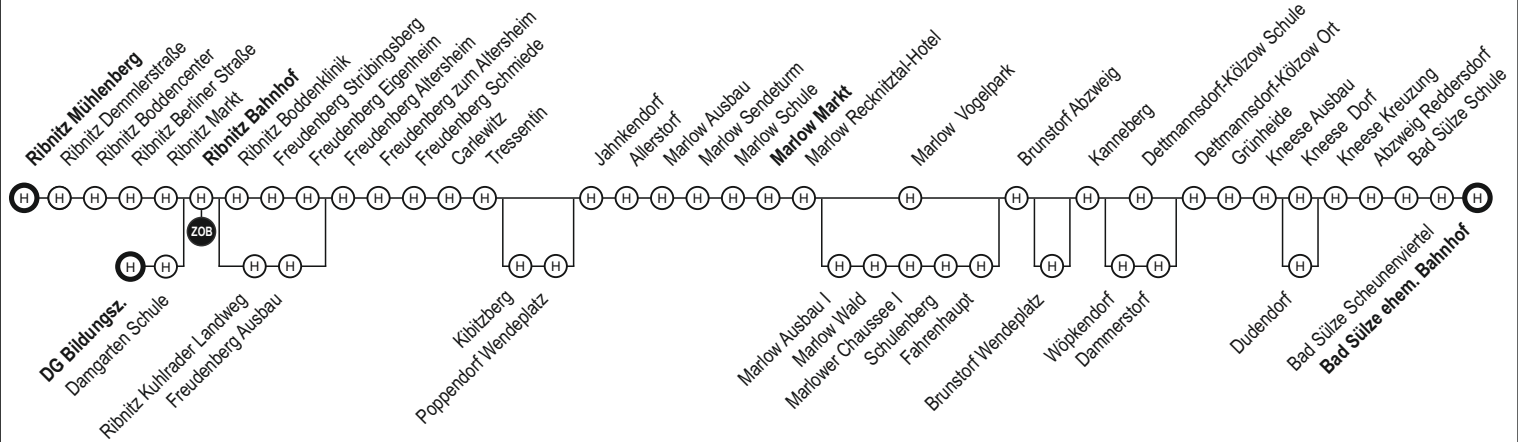 Ribnitz Mühlenberg
Ribnitz Demmlerstraße
Ribnitz Boddencenter
Ribnitz Berliner Straße
Ribnitz Markt
Ribnitz Bahnhof
Ribnitz Boddenklinik
Freudenberg Strübingsberg
Freudenberg Eigenheim
Freudenberg Altersheim
Freudenberg zum Altersheim
Freudenberg Schmiede
Carlewitz
Tressentin
Jahnkendorf
Allerstorf
Marlow Ausbau
Marlow Sendeturm
Marlow Schule
Marlow Markt
Marlow Recknitztal-Hotel
Marlow Vogelpark
Brunstorf Abzweig
Kanneberg
Dettmannsdorf-Kölzow Schule
Dettmannsdorf-Kölzow Ort
Grünheide
Kneese Ausbau
Kneese Dorf
Kneese Kreuzung
Abzweig Reddersdorf
Bad Sülze Schule
H H H H H H H H H H H H H H H H H H H H H H H H H H H H H H H H H H
ZOB
H H H H H H H H H H H H H H H
DG Bildungsz.
Damgarten Schule
Ribnitz Kuhlrader Landweg
Freudenberg Ausbau
Kibitzberg
Poppendorf Wendeplatz
Marlow Ausbau I
Marlow Wald
Marlower Chaussee I
Schulenberg
Fahrenhaupt
Brunstorf Wendeplatz
Wöpkendorf
Dammerstorf
Dudendorf
Bad Sülze Scheunenviertel
Bad Sülze ehem. Bahnhof